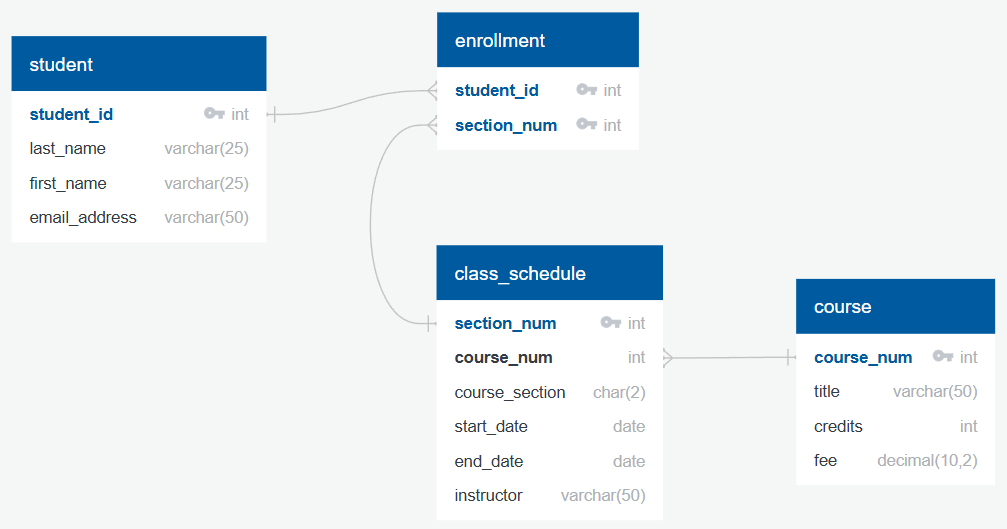 student
student_id int
last_name varchar(25)
first_name varchar(25)
email_address varchar(50)
enrollment
student_id int
section_num int
class_schedule
section_num int
course_num int
course_section char(2)
start_date date
end_date date
instructor varchar(50)
course
course_num int
title varchar(50)
credits int
fee decimal(10,2)